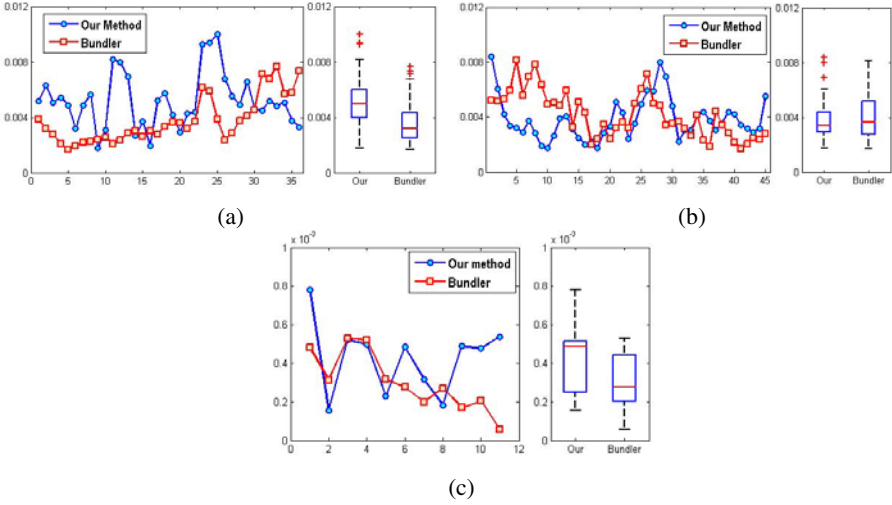 0.012
0.008
0.004
0
0 5 10 15 20 25 30 35
Our Method
Bundler
0.012
0.008
0.004
0
Our Bundler
(a)
0.012
0.008
0.004
0
5 10 15 20 25 30 35 40 45
Our Method
Bundler
0.012
0.008
0.004
0
Our Bundler
(b)
x 10⁻³
1
0.8
0.6
0.4
0.2
0
0 2 4 6 8 10 12
Our method
Bundler
x 10⁻³
1
0.8
0.6
0.4
0.2
0
Our Bundler
(c)